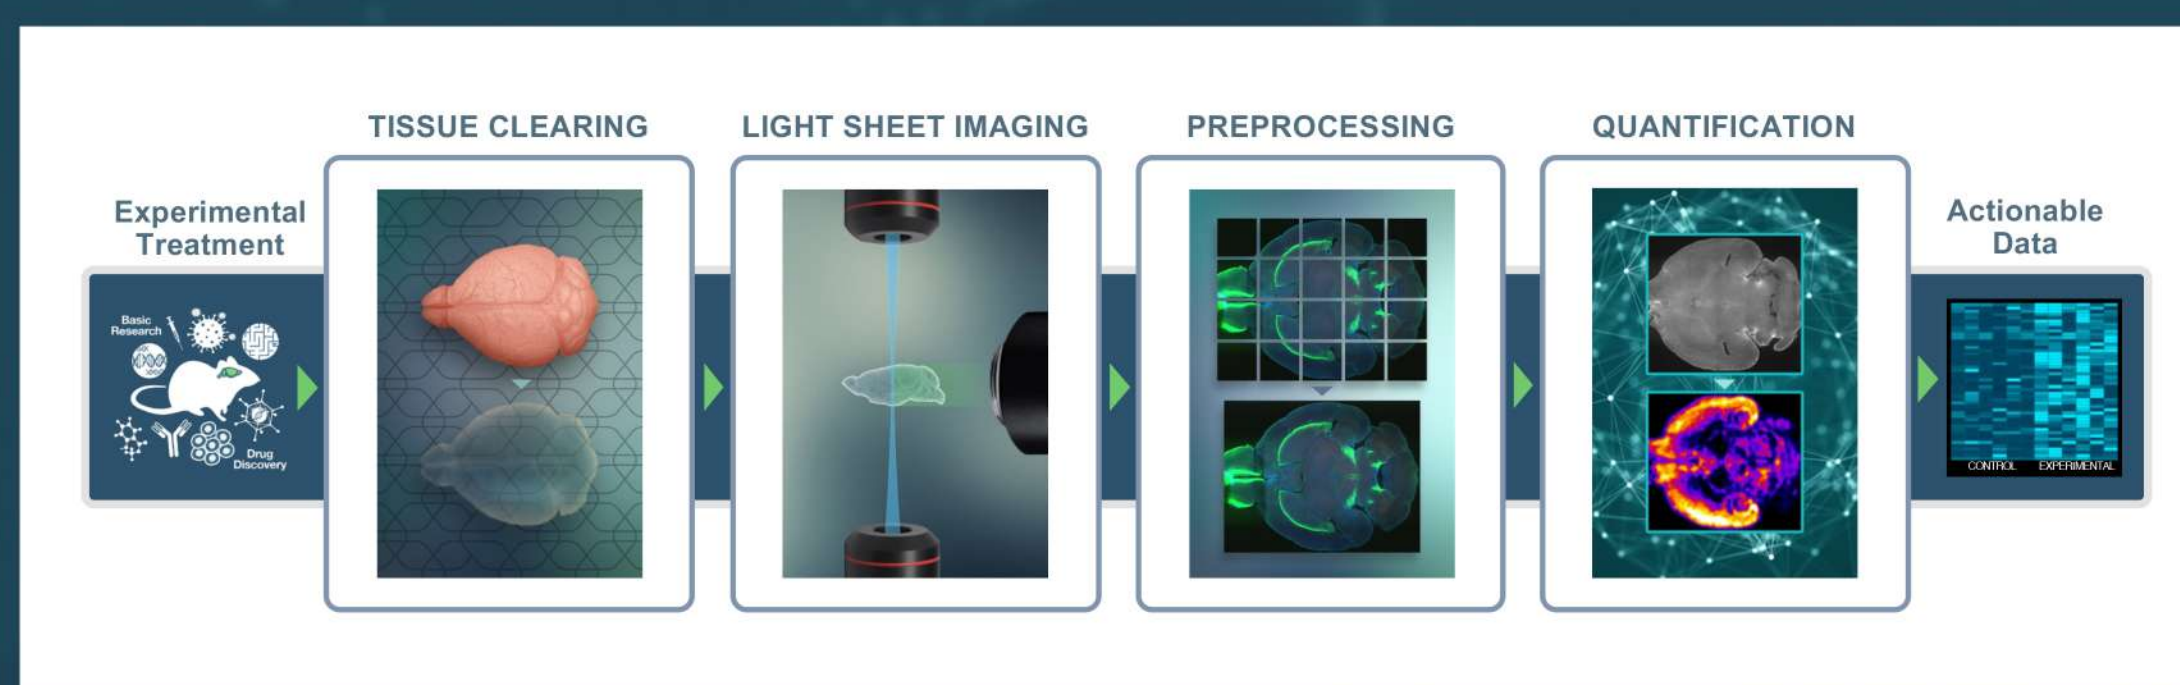 TISSUE CLEARING
LIGHT SHEET IMAGING
PREPROCESSING
QUANTIFICATION
Experimental
Treatment
Basic
Research
Drug
Discovery
Actionable
Data
CONTROL EXPERIMENTAL